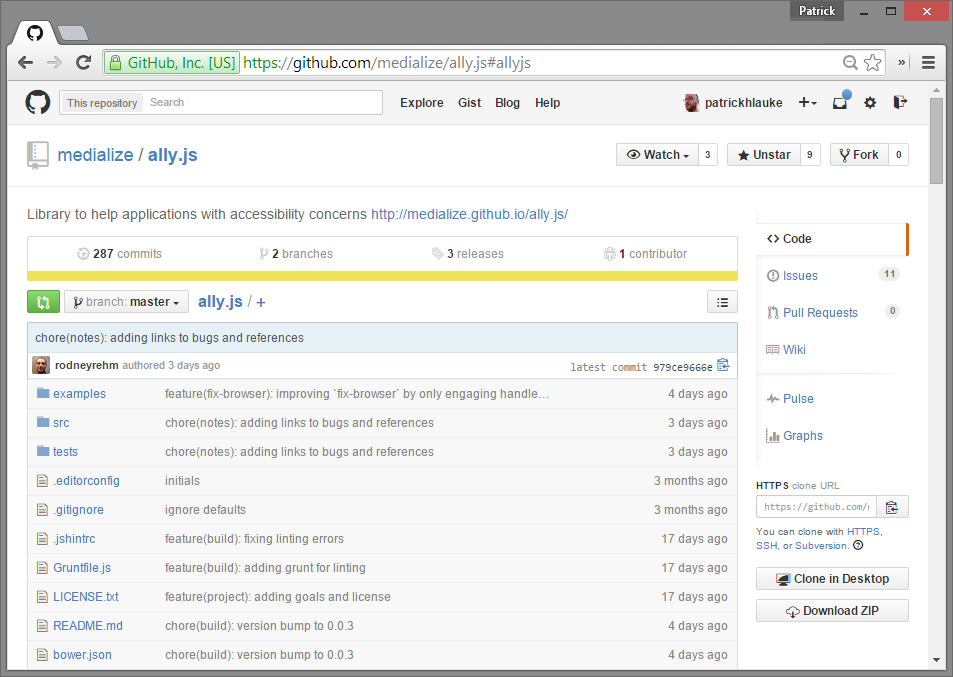 Patrick
GitHub, Inc. [US] https://github.com/medialize/ally.js#allyjs
This repository Search Explore Gist Blog Help patrickhlauke
medialize / ally.js Watch 3 Unstar 9 Fork 0
Library to help applications with accessibility concerns http://medialize.github.io/ally.js/
287 commits 2 branches 3 releases 1 contributor
branch: master ally.js / +
chore(notes): adding links to bugs and references
rodneyrehm authored 3 days ago latest commit 979ce9666e
examples feature(fix-browser): improving `fix-browser` by only engaging handle… 4 days ago
src chore(notes): adding links to bugs and references 3 days ago
tests chore(notes): adding links to bugs and references 3 days ago
.editorconfig initials 3 months ago
.gitignore ignore defaults 3 months ago
.jshintrc feature(build): fixing linting errors 17 days ago
Gruntfile.js feature(build): adding grunt for linting 17 days ago
LICENSE.txt feature(project): adding goals and license 17 days ago
README.md chore(build): version bump to 0.0.3 4 days ago
bower.json chore(build): version bump to 0.0.3 4 days ago
Code
Issues 11
Pull Requests 0
Wiki
Pulse
Graphs
HTTPS clone URL
https://github.com/
You can clone with HTTPS,
SSH, or Subversion.
Clone in Desktop
Download ZIP